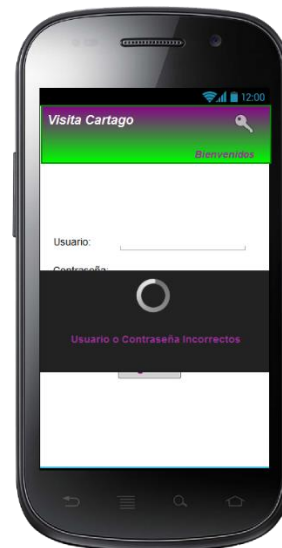 12:00
Visita Cartago
Bienvenidos
Usuario:
Contraseña:
Usuario o Contraseña Incorrectos